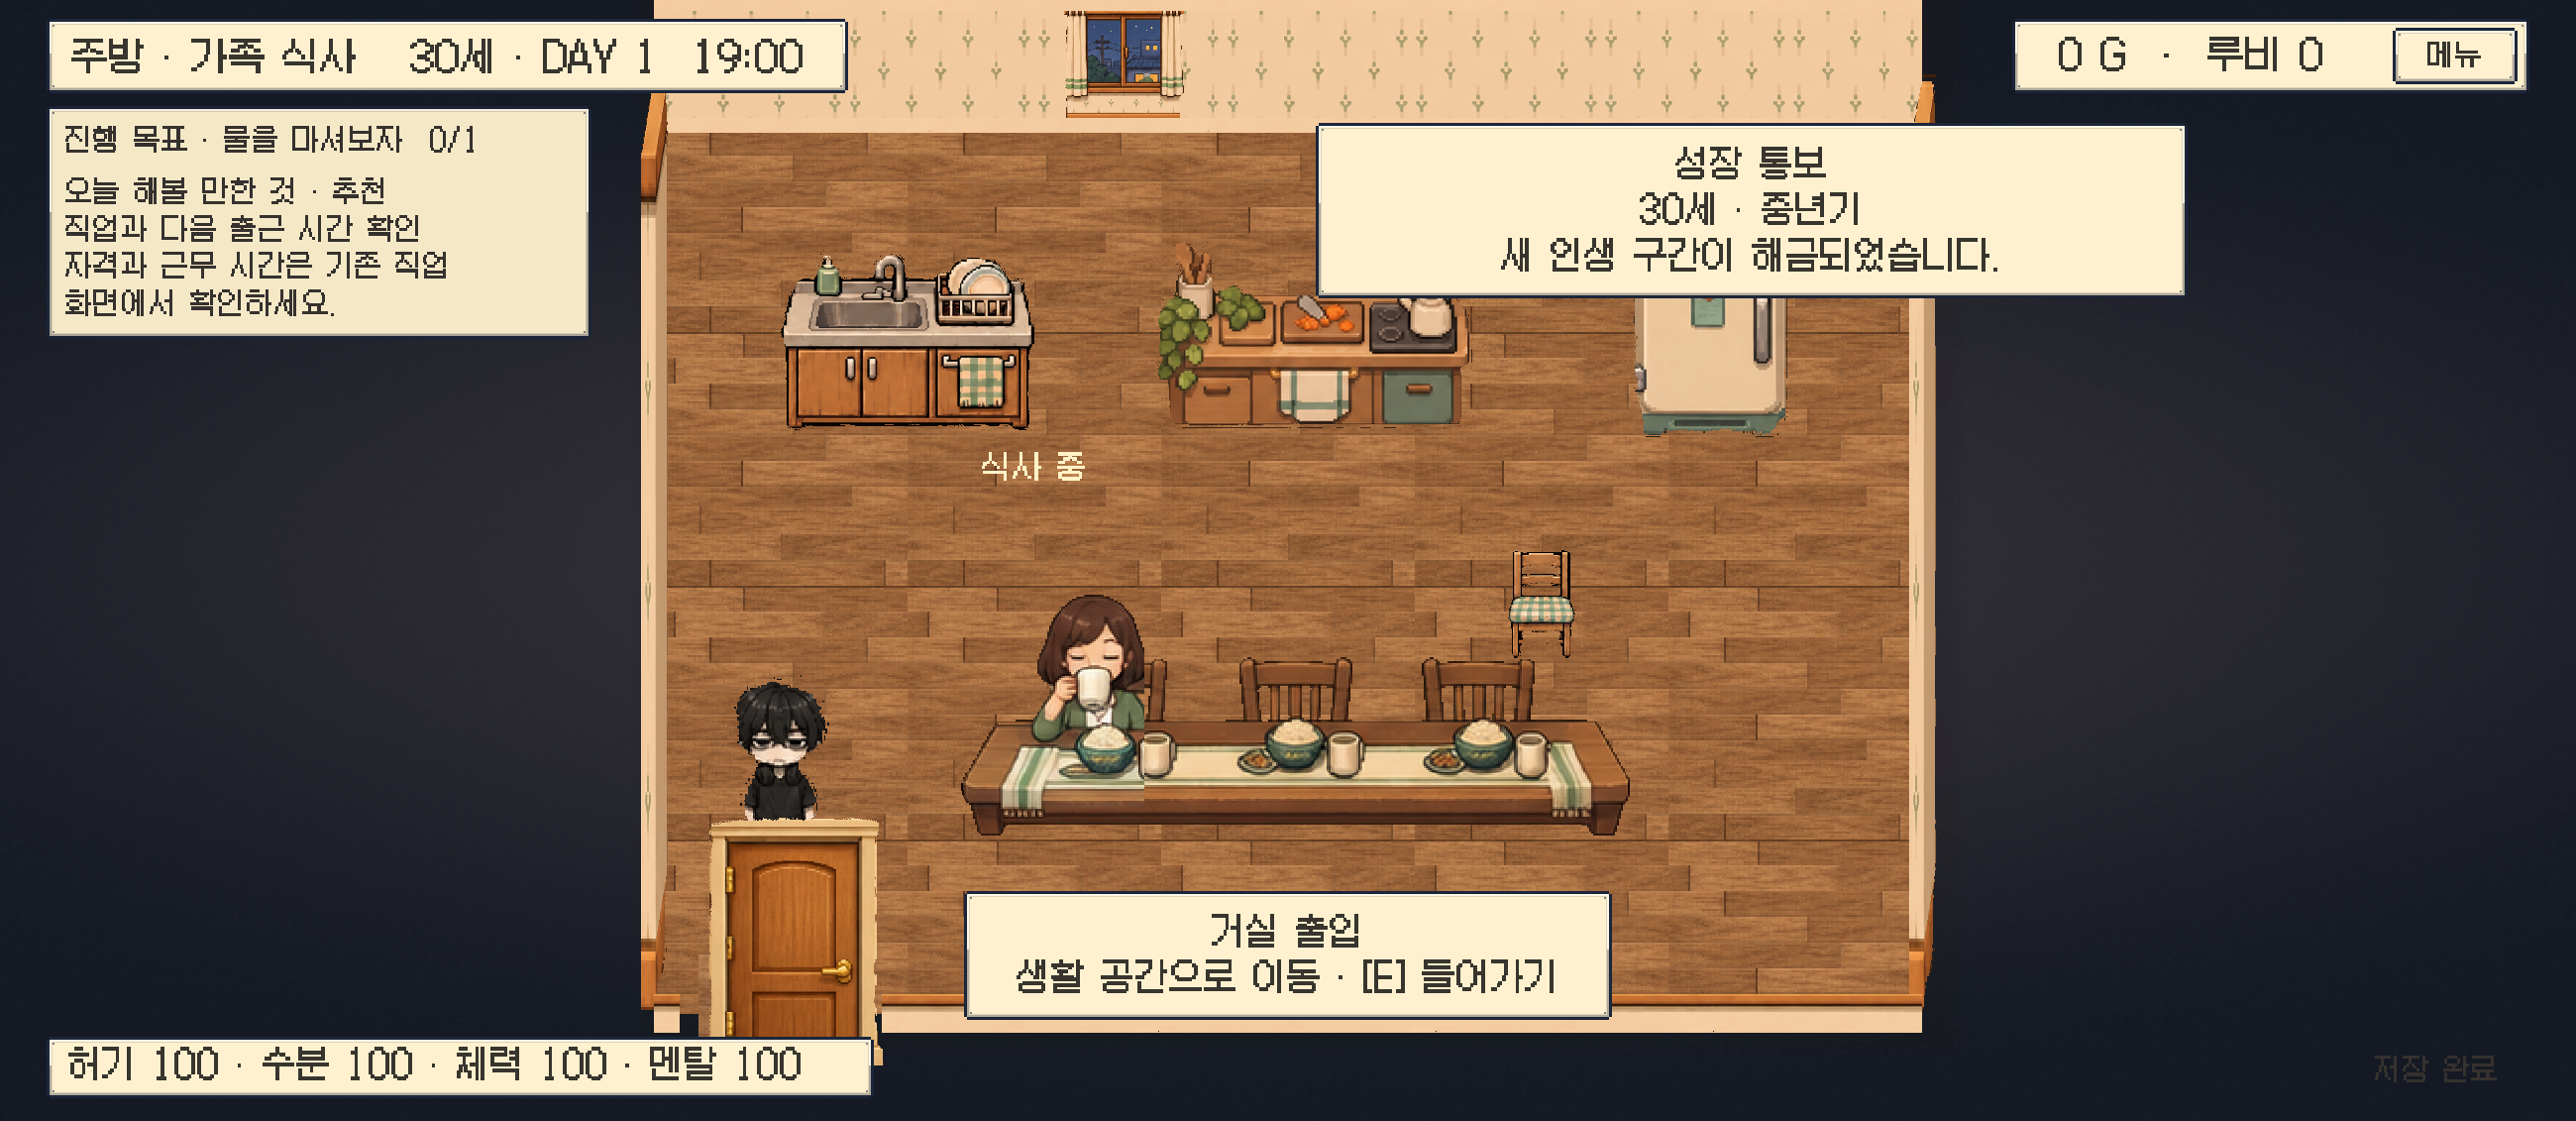 주방 · 가족 식사 30세 · DAY 1 19:00
0 G · 루비 0 메뉴
진행 목표 · 물을 마셔보자 0/1
오늘 해볼 만한 것 · 추천
직업과 다음 출근 시간 확인
자격과 근무 시간은 기존 직업
화면에서 확인하세요.
성장 통보
30세 · 중년기
새 인생 구간이 해금되었습니다.
식사 중
거실 출입
생활 공간으로 이동 · [E] 들어가기
허기 100 · 수분 100 · 체력 100 · 멘탈 100
저장 완료